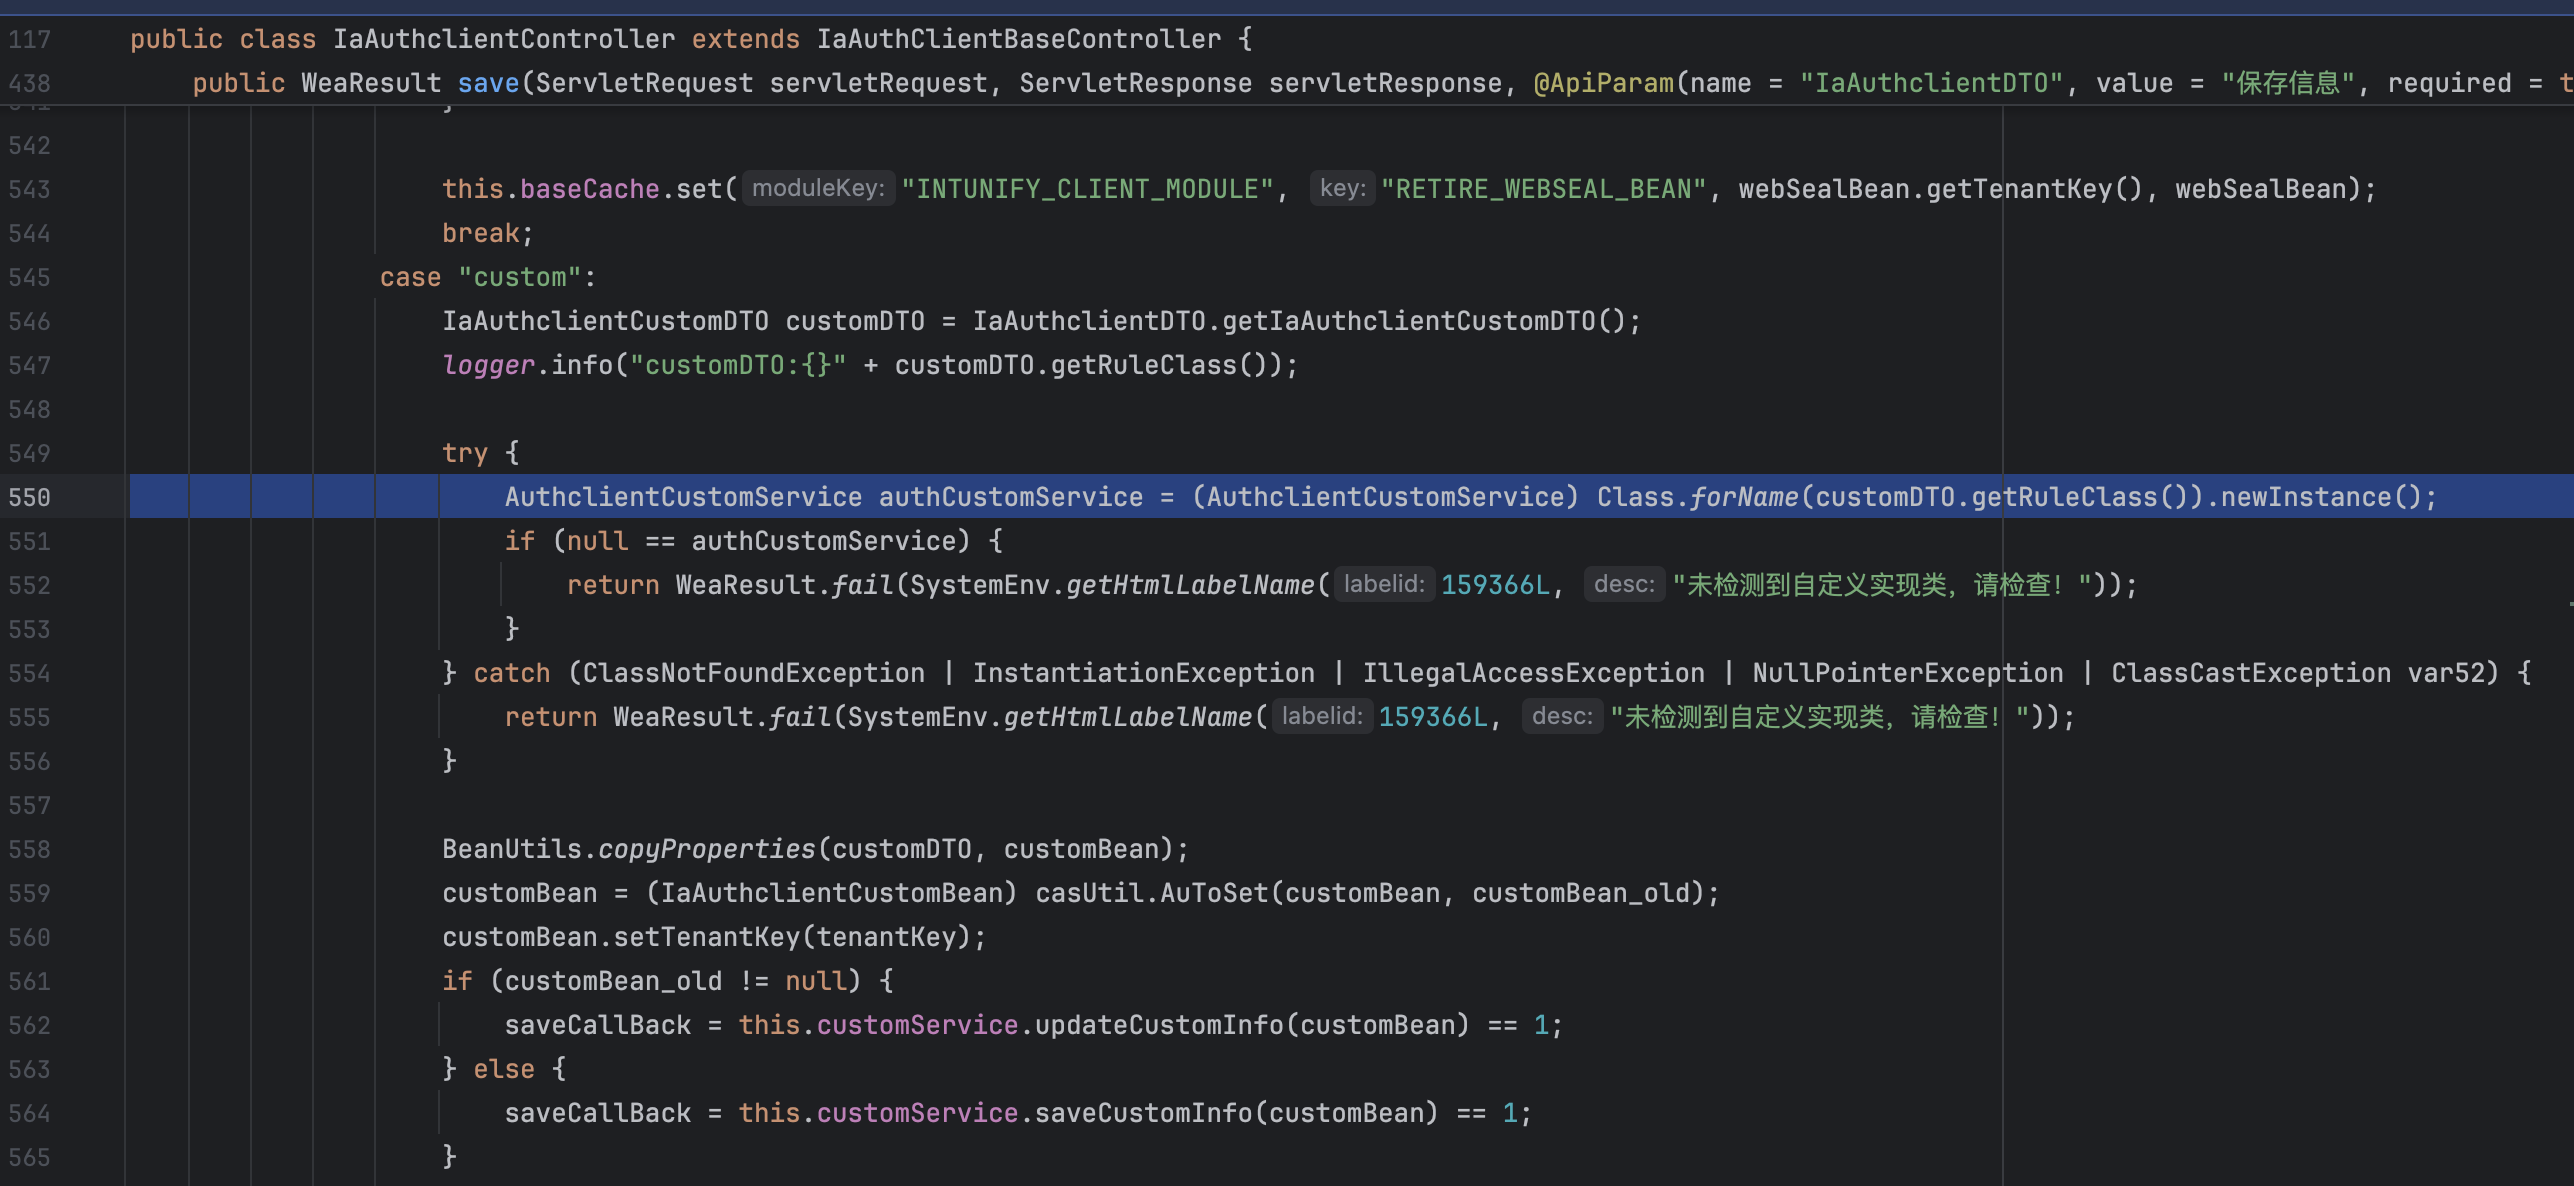 117 public class IaAuthclientController extends IaAuthClientBaseController {
438 public WeaResult save(ServletRequest servletRequest, ServletResponse servletResponse, @ApiParam(name = "IaAuthclientDTO", value = "保存信息", required = t
542
543 this.baseCache.set( moduleKey: "INTUNIFY_CLIENT_MODULE", key: "RETIRE_WEBSEAL_BEAN", webSealBean.getTenantKey(), webSealBean);
544 break;
545 case "custom":
546 IaAuthclientCustomDTO customDTO = IaAuthclientDTO.getIaAuthclientCustomDTO();
547 logger.info("customDTO:{}" + customDTO.getRuleClass());
548
549 try {
550 AuthclientCustomService authCustomService = (AuthclientCustomService) Class.forName(customDTO.getRuleClass()).newInstance();
551 if (null == authCustomService) {
552 return WeaResult.fail(SystemEnv.getHtmlLabelName( labelid: 159366L, desc: "未检测到自定义实现类，请检查！"));
553 }
554 } catch (ClassNotFoundException | InstantiationException | IllegalAccessException | NullPointerException | ClassCastException var52) {
555 return WeaResult.fail(SystemEnv.getHtmlLabelName( labelid: 159366L, desc: "未检测到自定义实现类，请检查！"));
556 }
557
558 BeanUtils.copyProperties(customDTO, customBean);
559 customBean = (IaAuthclientCustomBean) casUtil.AuToSet(customBean, customBean_old);
560 customBean.setTenantKey(tenantKey);
561 if (customBean_old != null) {
562 saveCallBack = this.customService.updateCustomInfo(customBean) == 1;
563 } else {
564 saveCallBack = this.customService.saveCustomInfo(customBean) == 1;
565 }